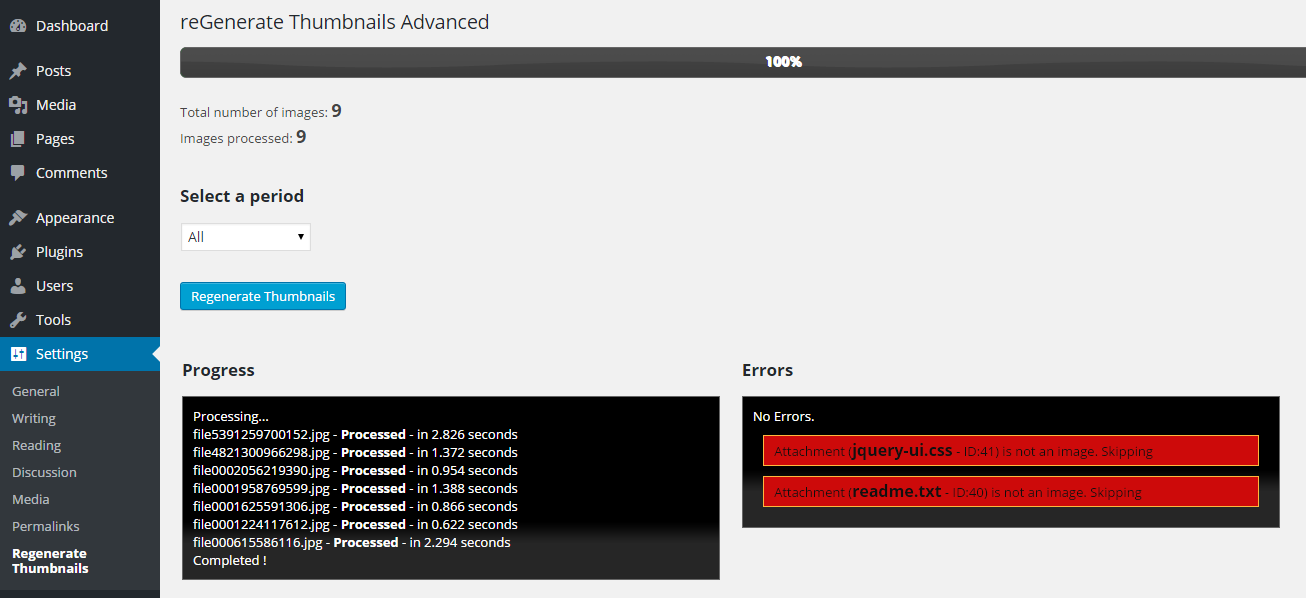 Dashboard
Posts
Media
Pages
Comments
Appearance
Plugins
Users
Tools
Settings
General
Writing
Reading
Discussion
Media
Permalinks
Regenerate
Thumbnails
reGenerate Thumbnails Advanced
100%
Total number of images: 9
Images processed: 9
Select a period
All
Regenerate Thumbnails
Progress
Processing...
file5391259700152.jpg - Processed - in 2.826 seconds
file4821300966298.jpg - Processed - in 1.372 seconds
file0002056219390.jpg - Processed - in 0.954 seconds
file0001958769599.jpg - Processed - in 1.388 seconds
file0001625591306.jpg - Processed - in 0.866 seconds
file0001224117612.jpg - Processed - in 0.622 seconds
file000615586116.jpg - Processed - in 2.294 seconds
Completed !
Errors
No Errors.
Attachment (jquery-ui.css - ID:41) is not an image. Skipping
Attachment (readme.txt - ID:40) is not an image. Skipping